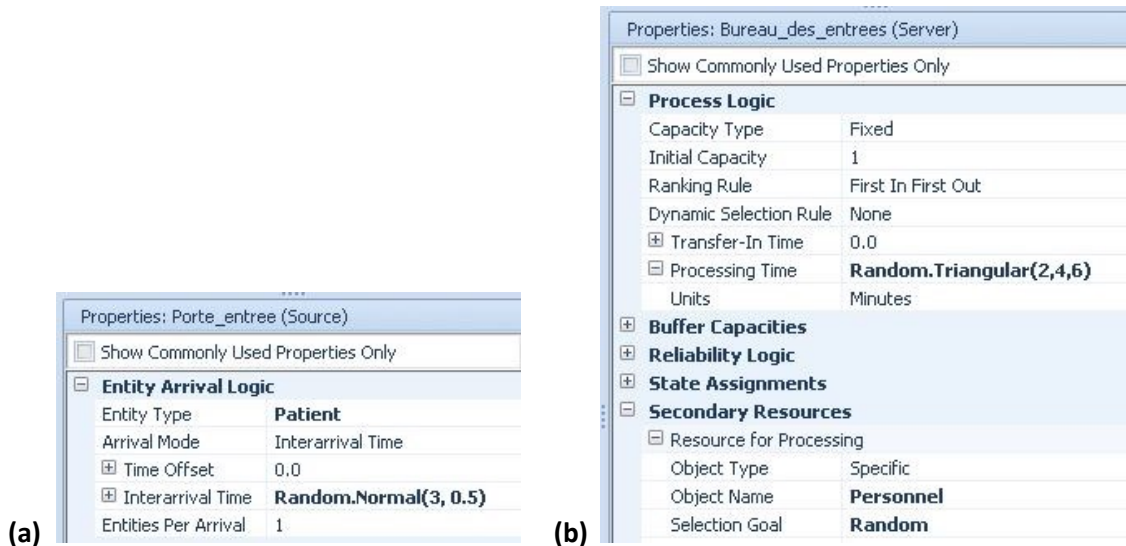 Properties: Porte_entree (Source)
Show Commonly Used Properties Only
Entity Arrival Logic
Entity Type Patient
Arrival Mode Interarrival Time
Time Offset 0.0
Interarrival Time Random.Normal(3, 0.5)
Entities Per Arrival 1
(a)
Properties: Bureau_des_entrees (Server)
Show Commonly Used Properties Only
Process Logic
Capacity Type Fixed
Initial Capacity 1
Ranking Rule First In First Out
Dynamic Selection Rule None
Transfer-In Time 0.0
Processing Time Random.Triangular(2,4,6)
Units Minutes
Buffer Capacities
Reliability Logic
State Assignments
Secondary Resources
Resource for Processing
Object Type Specific
Object Name Personnel
Selection Goal Random
(b)